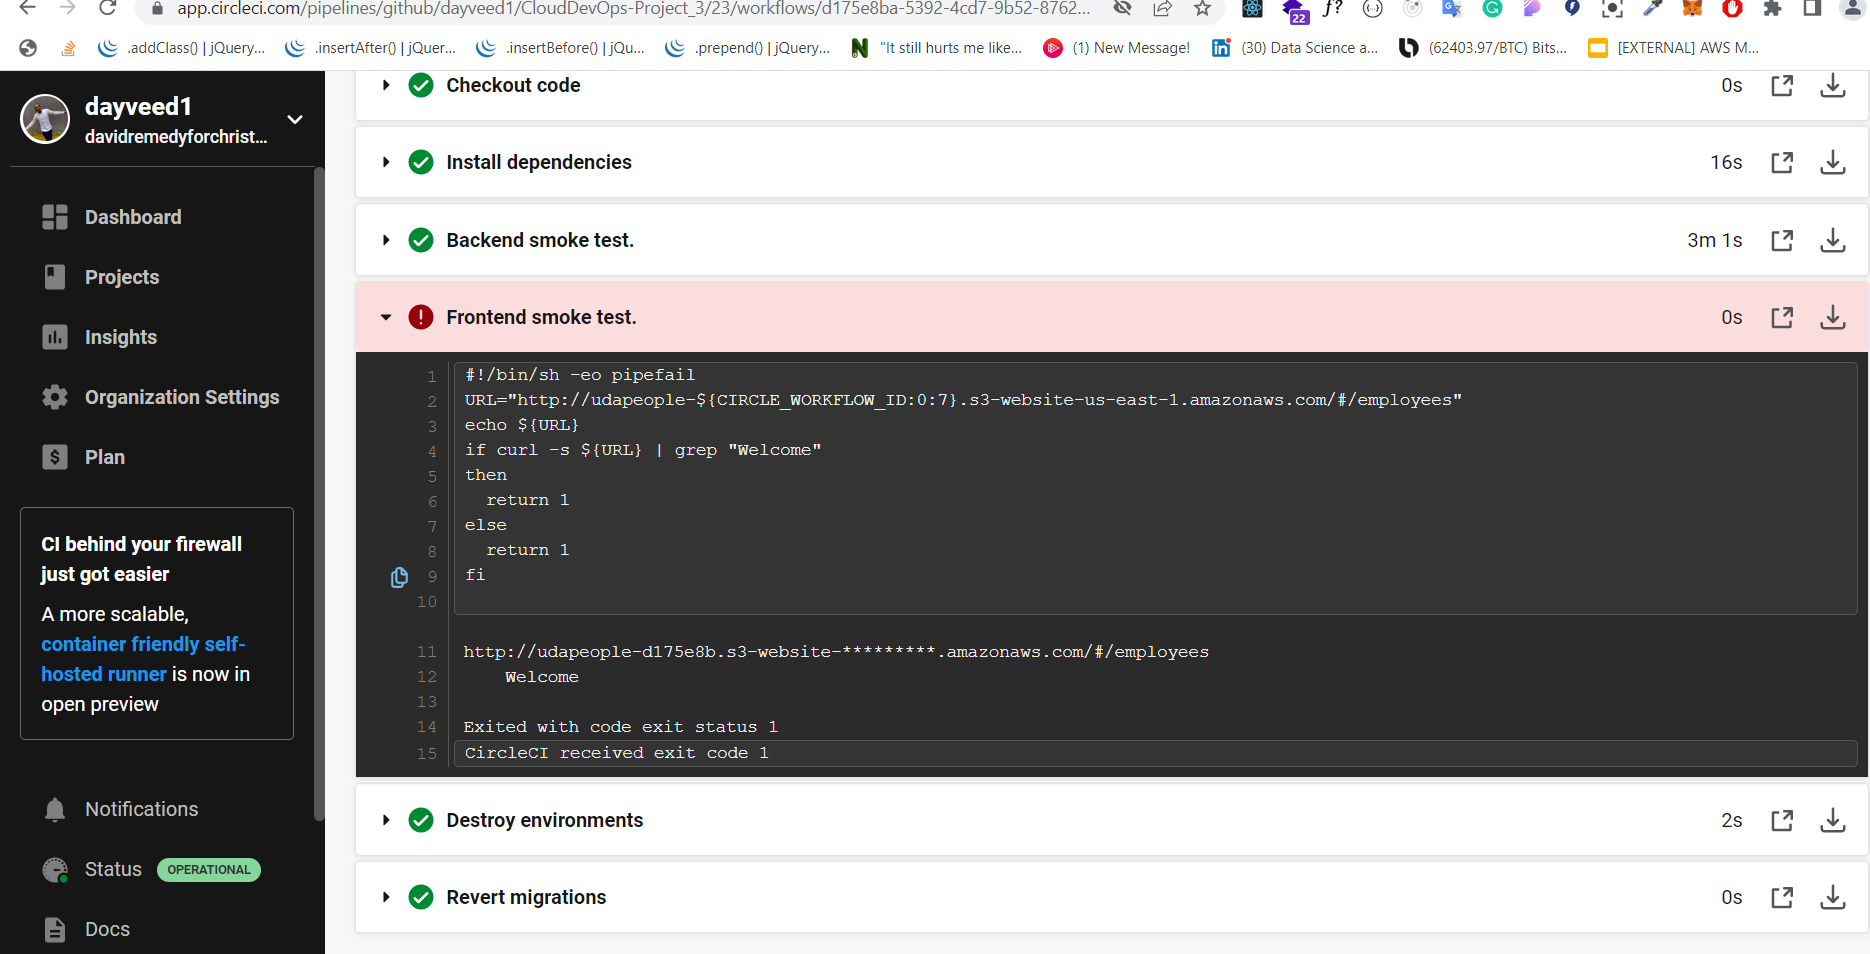 app.circleci.com/pipelines/github/dayveed1/CloudDevOps-Project_3/23/workflows/d175e8ba-5392-4cd7-9b52-8762...
22
f?
.addClass() | jQuery...
.insertAfter() | jQuer...
.insertBefore() | jQu...
.prepend() | jQuery...
"It still hurts me like...
(1) New Message!
(30) Data Science a...
(62403.97/BTC) Bits...
[EXTERNAL] AWS M...
dayveed1
davidremedyforchrist...
Dashboard
Projects
Insights
Organization Settings
Plan
CI behind your firewall
just got easier
A more scalable,
container friendly self-
hosted runner is now in
open preview
Notifications
Status OPERATIONAL
Docs
Checkout code 0s
Install dependencies 16s
Backend smoke test. 3m 1s
Frontend smoke test. 0s
1 #!/bin/sh -eo pipefail
2 URL="http://udapeople-${CIRCLE_WORKFLOW_ID:0:7}.s3-website-us-east-1.amazonaws.com/#/employees"
3 echo ${URL}
4 if curl -s ${URL} | grep "Welcome"
5 then
6 return 1
7 else
8 return 1
9 fi
10
11 http://udapeople-d175e8b.s3-website-*********.amazonaws.com/#/employees
12 Welcome
13
14 Exited with code exit status 1
15 CircleCI received exit code 1
Destroy environments 2s
Revert migrations 0s